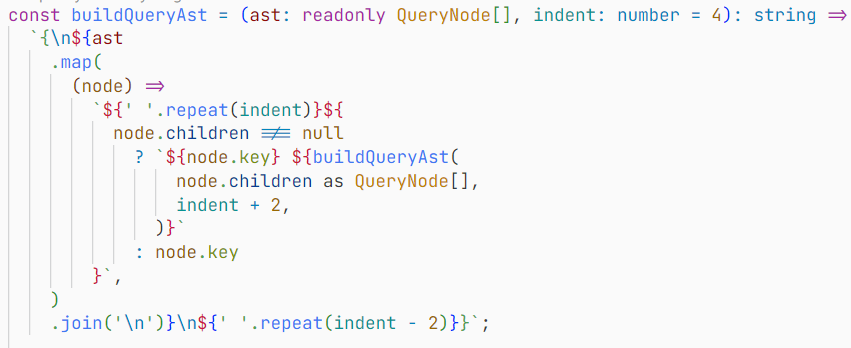 const buildQueryAst = (ast: readonly QueryNode[], indent: number = 4): string =>
  `{\n${ast
    .map(
      (node) =>
        `${' '.repeat(indent)}${
          node.children !== null
            ? `${node.key} ${buildQueryAst(
                node.children as QueryNode[],
                indent + 2,
              )}`
            : node.key
        }`,
    )
    .join('\n')}\n${' '.repeat(indent - 2)}}`;